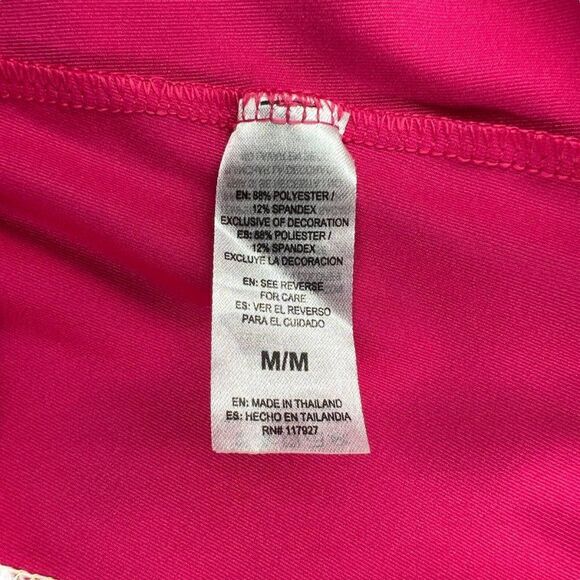 EN: 88% POLYESTER /
12% SPANDEX
EXCLUSIVE OF DECORATION
ES: 88% POLIESTER /
12% SPANDEX
EXCLUYE LA DECORACION
EN: SEE REVERSE
FOR CARE
ES: VER EL REVERSO
PARA EL CUIDADO
M/M
EN: MADE IN THAILAND
ES: HECHO EN TAILANDIA
RN# 117927